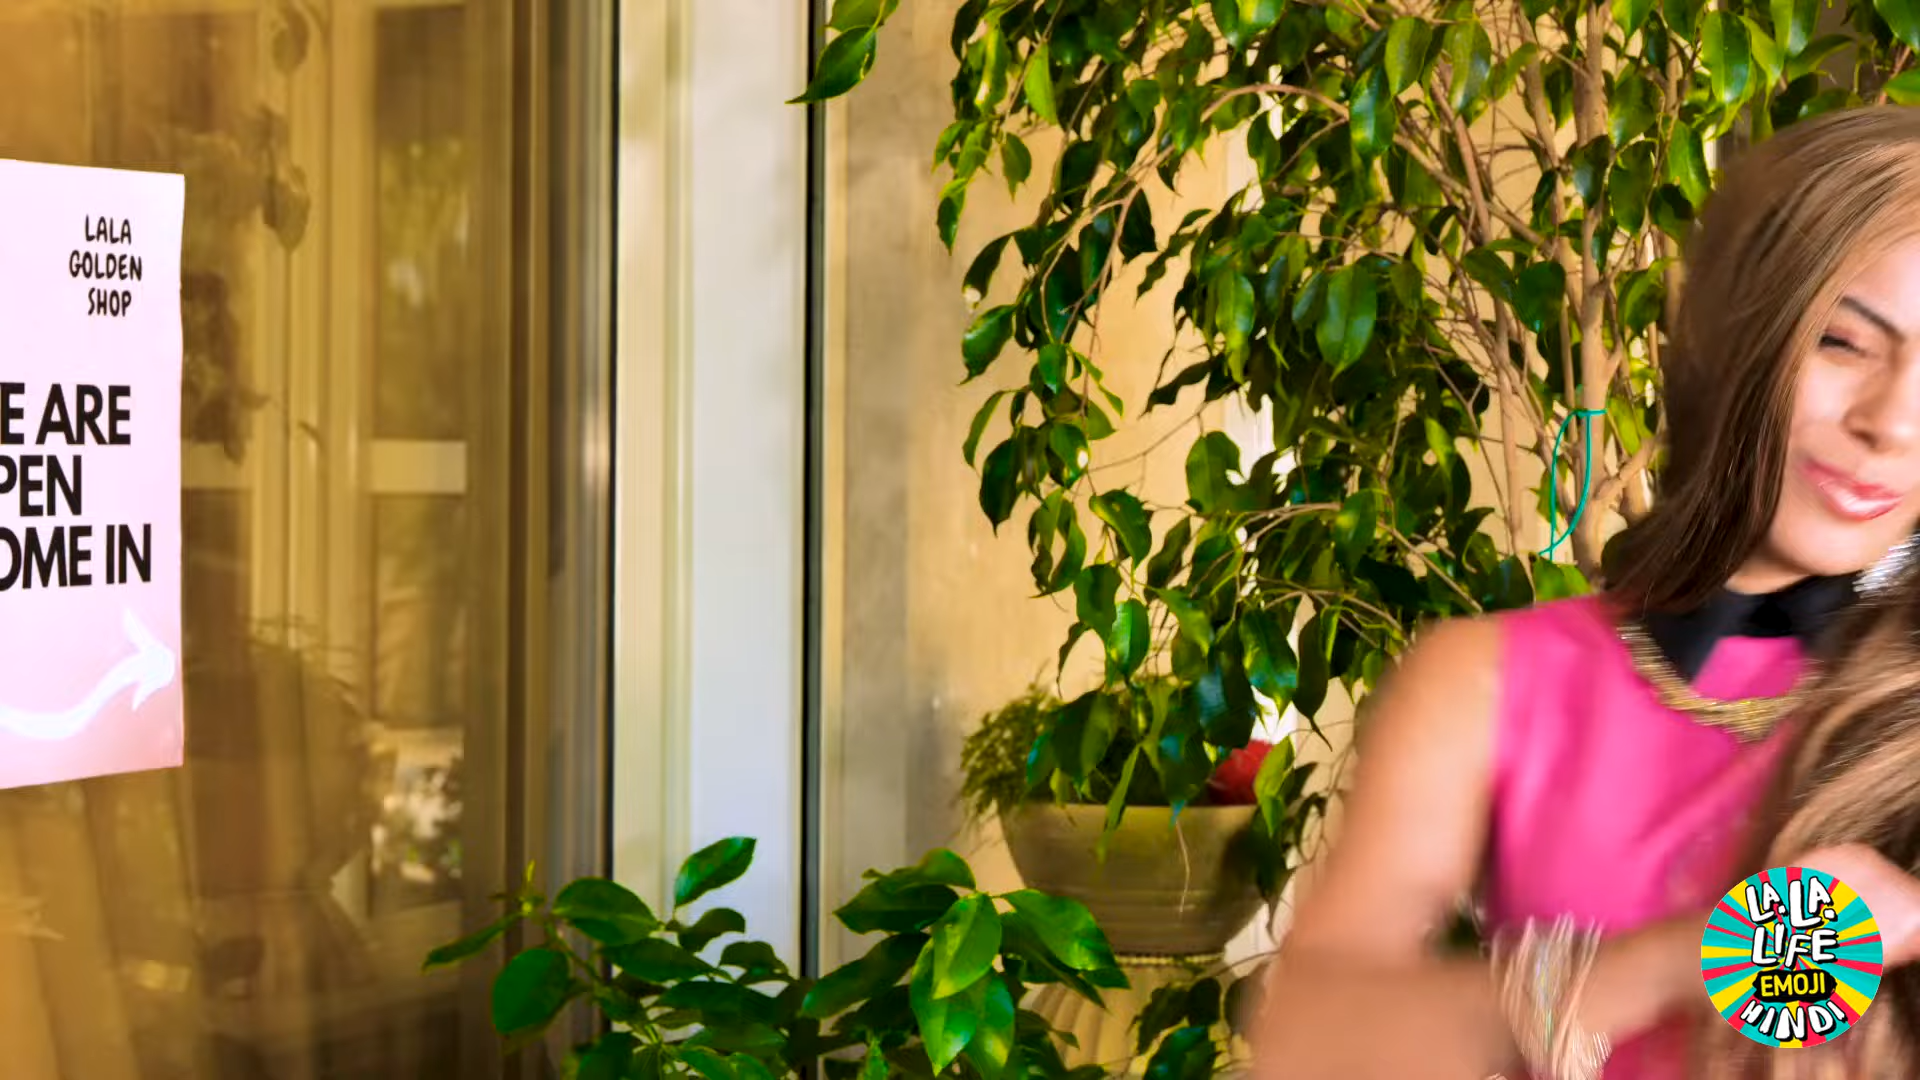 LALA
GOLDEN
SHOP
E ARE
PEN
OME IN
LA.LA.
LIFE
EMOJI
HINDI